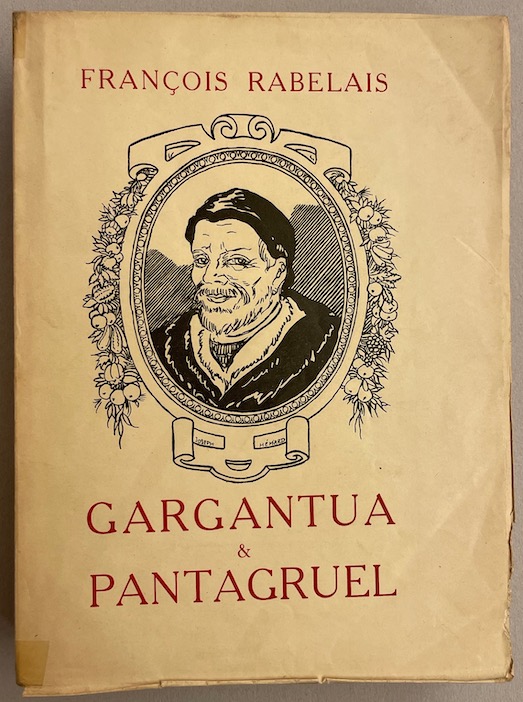 FRANÇOIS RABELAIS
JOSEPH HÉMARD
GARGANTUA
&
PANTAGRUEL